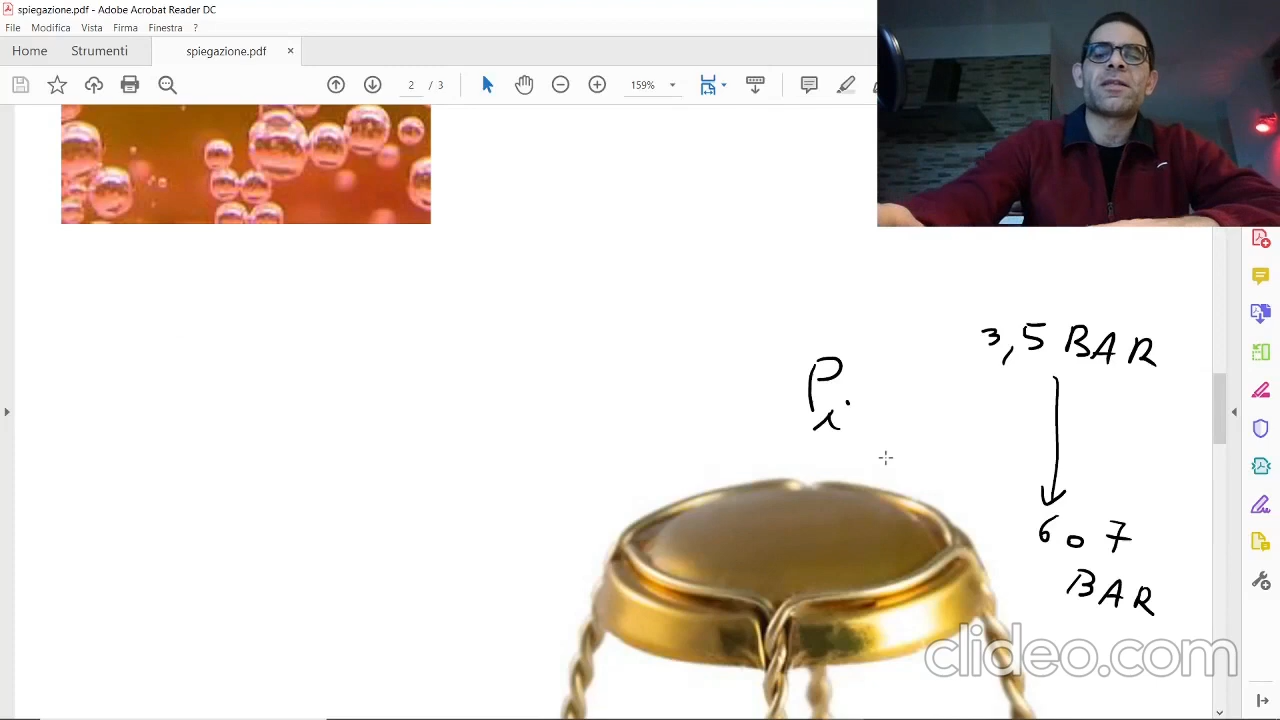 spiegazione.pdf - Adobe Acrobat Reader DC
File Modifica Vista Firma Finestra ?
Home Strumenti spiegazione.pdf ×
2 / 3 159%
3,5 BAR
Pi
6 o 7
BAR
clideo.com